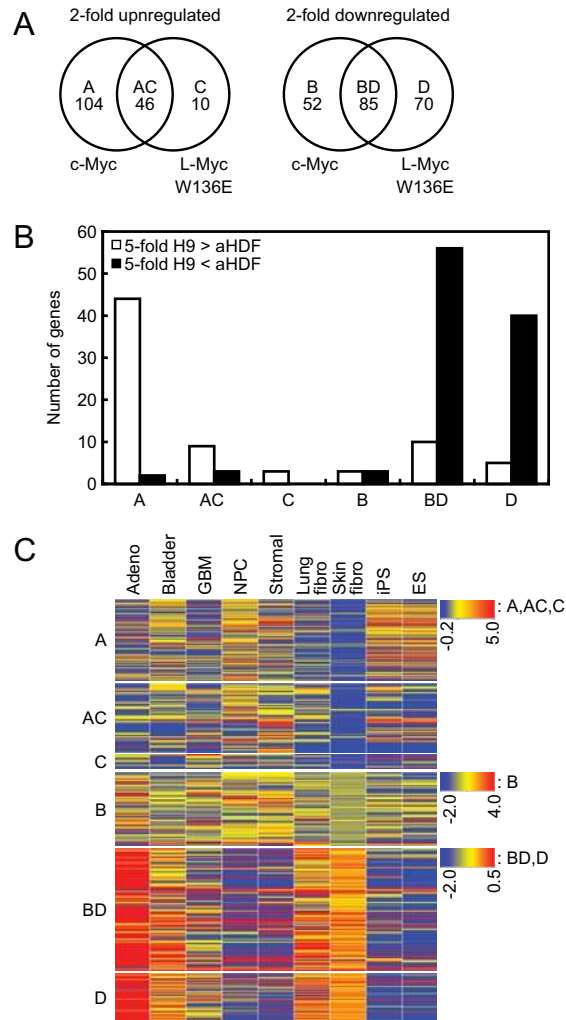 A
2-fold upregulated
2-fold downregulated
A
104
AC
46
C
10
B
52
BD
85
D
70
c-Myc
L-Myc
W136E
c-Myc
L-Myc
W136E
B
5-fold H9 > aHDF
5-fold H9 < aHDF
Number of genes
60
50
40
30
20
10
0
A
AC
C
B
BD
D
C
Adeno
Bladder
GBM
NPC
Stromal
Lung
fibro
Skin
fibro
iPS
ES
A
AC
C
B
BD
D
: A,AC,C
-0.2
5.0
: B
-2.0
4.0
: BD,D
-2.0
0.5